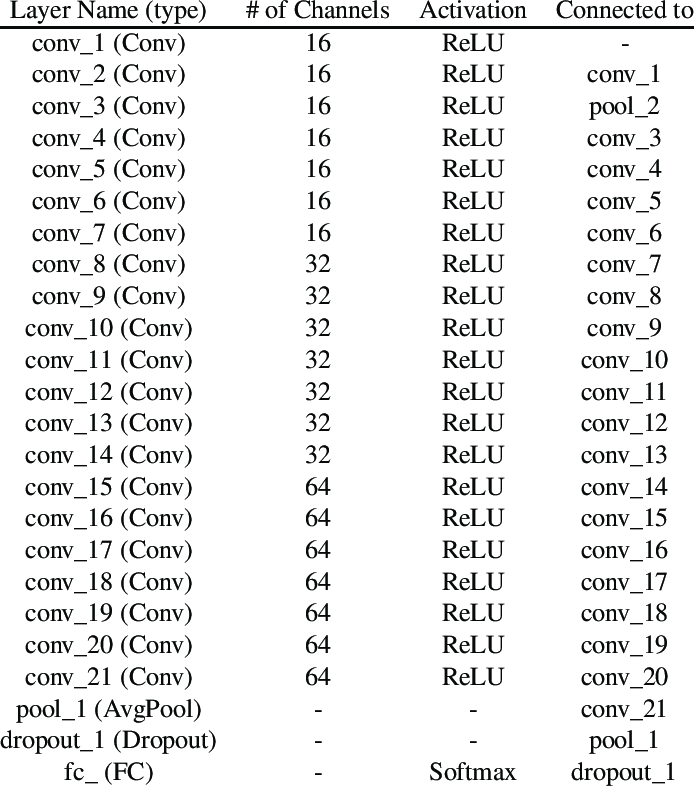 Layer Name (type) # of Channels Activation Connected to
conv_1 (Conv) 16 ReLU -
conv_2 (Conv) 16 ReLU conv_1
conv_3 (Conv) 16 ReLU pool_2
conv_4 (Conv) 16 ReLU conv_3
conv_5 (Conv) 16 ReLU conv_4
conv_6 (Conv) 16 ReLU conv_5
conv_7 (Conv) 16 ReLU conv_6
conv_8 (Conv) 32 ReLU conv_7
conv_9 (Conv) 32 ReLU conv_8
conv_10 (Conv) 32 ReLU conv_9
conv_11 (Conv) 32 ReLU conv_10
conv_12 (Conv) 32 ReLU conv_11
conv_13 (Conv) 32 ReLU conv_12
conv_14 (Conv) 32 ReLU conv_13
conv_15 (Conv) 64 ReLU conv_14
conv_16 (Conv) 64 ReLU conv_15
conv_17 (Conv) 64 ReLU conv_16
conv_18 (Conv) 64 ReLU conv_17
conv_19 (Conv) 64 ReLU conv_18
conv_20 (Conv) 64 ReLU conv_19
conv_21 (Conv) 64 ReLU conv_20
pool_1 (AvgPool) - - conv_21
dropout_1 (Dropout) - - pool_1
fc_ (FC) - Softmax dropout_1